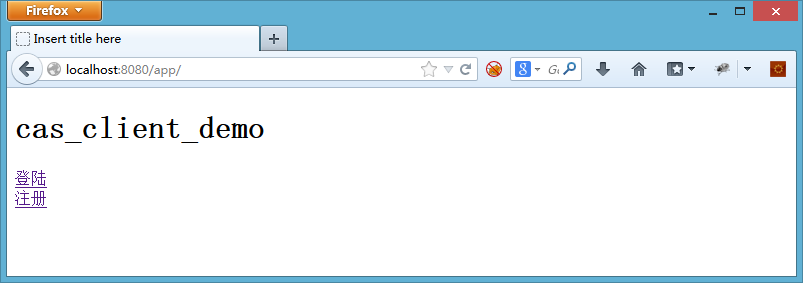 Firefox
Insert title here
localhost:8080/app/
cas_client_demo
登陆
注册